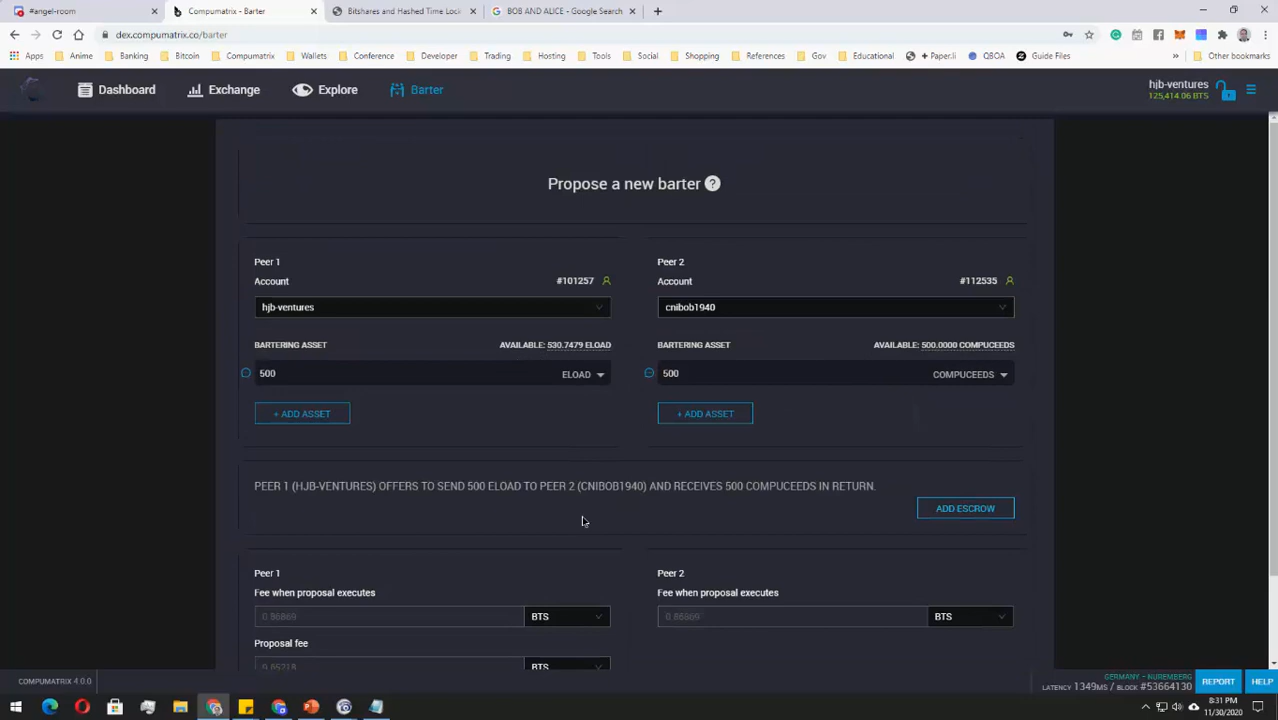 #angel-room
Compumatrix - Barter
Bitshares and Hashed Time Lock
BOB AND ALICE - Google Search
dex.compumatrix.co/barter
Apps Anime Banking Bitcoin Compumatrix Wallets Conference Developer Trading Hosting Tools Social Shopping References Gov Educational + Paper.li QBOA Guide Files » Other bookmarks
Dashboard Exchange Explore Barter
hjb-ventures
125,414.06 BTS
Propose a new barter ?
Peer 1 Peer 2
Account #101257 Account #112535
hjb-ventures cnibob1940
BARTERING ASSET AVAILABLE: 530.7479 ELOAD BARTERING ASSET AVAILABLE: 500.0000 COMPUCEEDS
500 ELOAD 500 COMPUCEEDS
+ ADD ASSET + ADD ASSET
PEER 1 (HJB-VENTURES) OFFERS TO SEND 500 ELOAD TO PEER 2 (CNIBOB1940) AND RECEIVES 500 COMPUCEEDS IN RETURN.
ADD ESCROW
Peer 1 Peer 2
Fee when proposal executes Fee when proposal executes
0.86869 BTS 0.86869 BTS
Proposal fee
BTS
COMPUMATRIX 4.0.0
GERMANY - NUREMBERG
LATENCY 1349MS / BLOCK #53664130
REPORT HELP
8:31 PM
11/30/2020